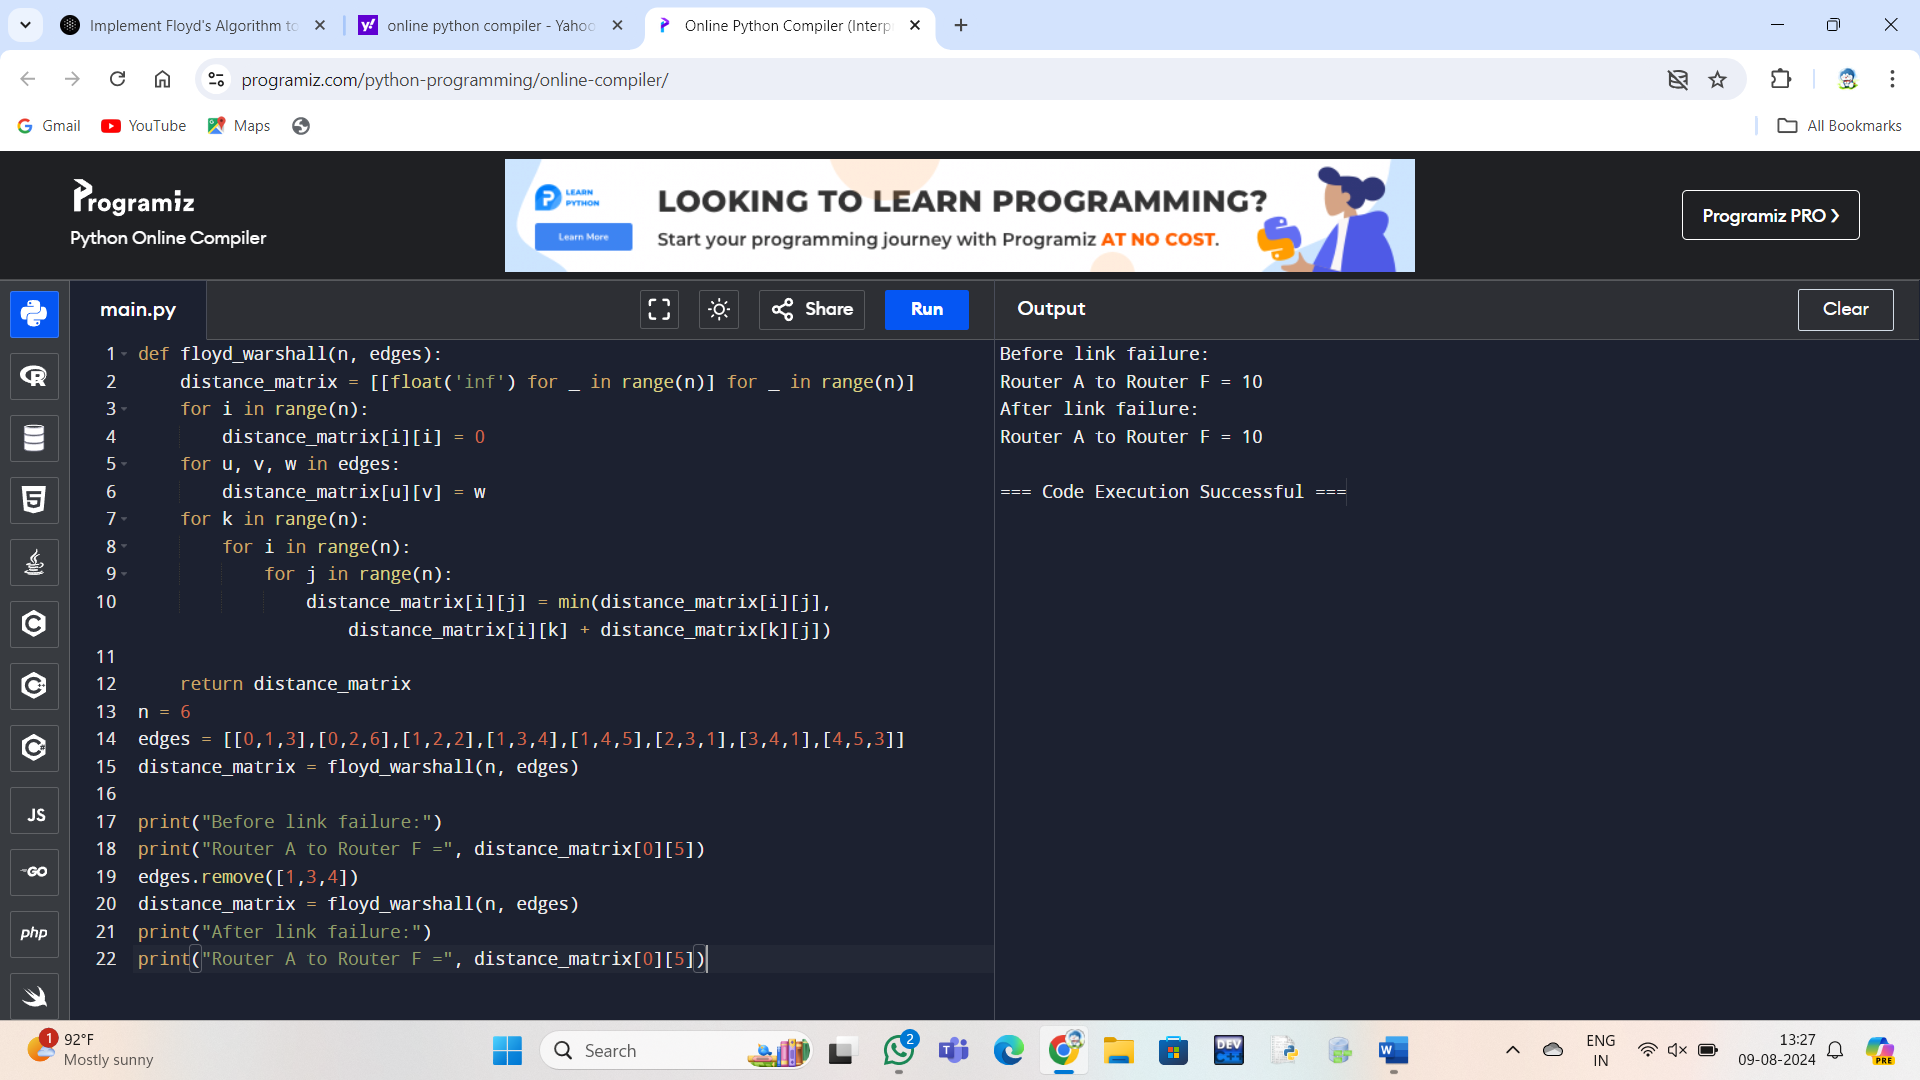 Implement Floyd's Algorithm to
online python compiler - Yahoo
Online Python Compiler (Interp
programiz.com/python-programming/online-compiler/
Gmail
YouTube
Maps
All Bookmarks
Programiz
Python Online Compiler
LEARN
PYTHON
Learn More
LOOKING TO LEARN PROGRAMMING?
Start your programming journey with Programiz AT NO COST.
Programiz PRO ›
main.py
Share
Run
Output
Clear
1 def floyd_warshall(n, edges):
2     distance_matrix = [[float('inf') for _ in range(n)] for _ in range(n)]
3     for i in range(n):
4         distance_matrix[i][i] = 0
5     for u, v, w in edges:
6         distance_matrix[u][v] = w
7     for k in range(n):
8         for i in range(n):
9             for j in range(n):
10                 distance_matrix[i][j] = min(distance_matrix[i][j],
distance_matrix[i][k] + distance_matrix[k][j])
11
12     return distance_matrix
13 n = 6
14 edges = [[0,1,3],[0,2,6],[1,2,2],[1,3,4],[1,4,5],[2,3,1],[3,4,1],[4,5,3]]
15 distance_matrix = floyd_warshall(n, edges)
16
17 print("Before link failure:")
18 print("Router A to Router F =", distance_matrix[0][5])
19 edges.remove([1,3,4])
20 distance_matrix = floyd_warshall(n, edges)
21 print("After link failure:")
22 print("Router A to Router F =", distance_matrix[0][5])
Before link failure:
Router A to Router F = 10
After link failure:
Router A to Router F = 10
=== Code Execution Successful ===
JS
GO
php
1
92°F
Mostly sunny
Search
2
DEV
ENG
IN
13:27
09-08-2024
PRE